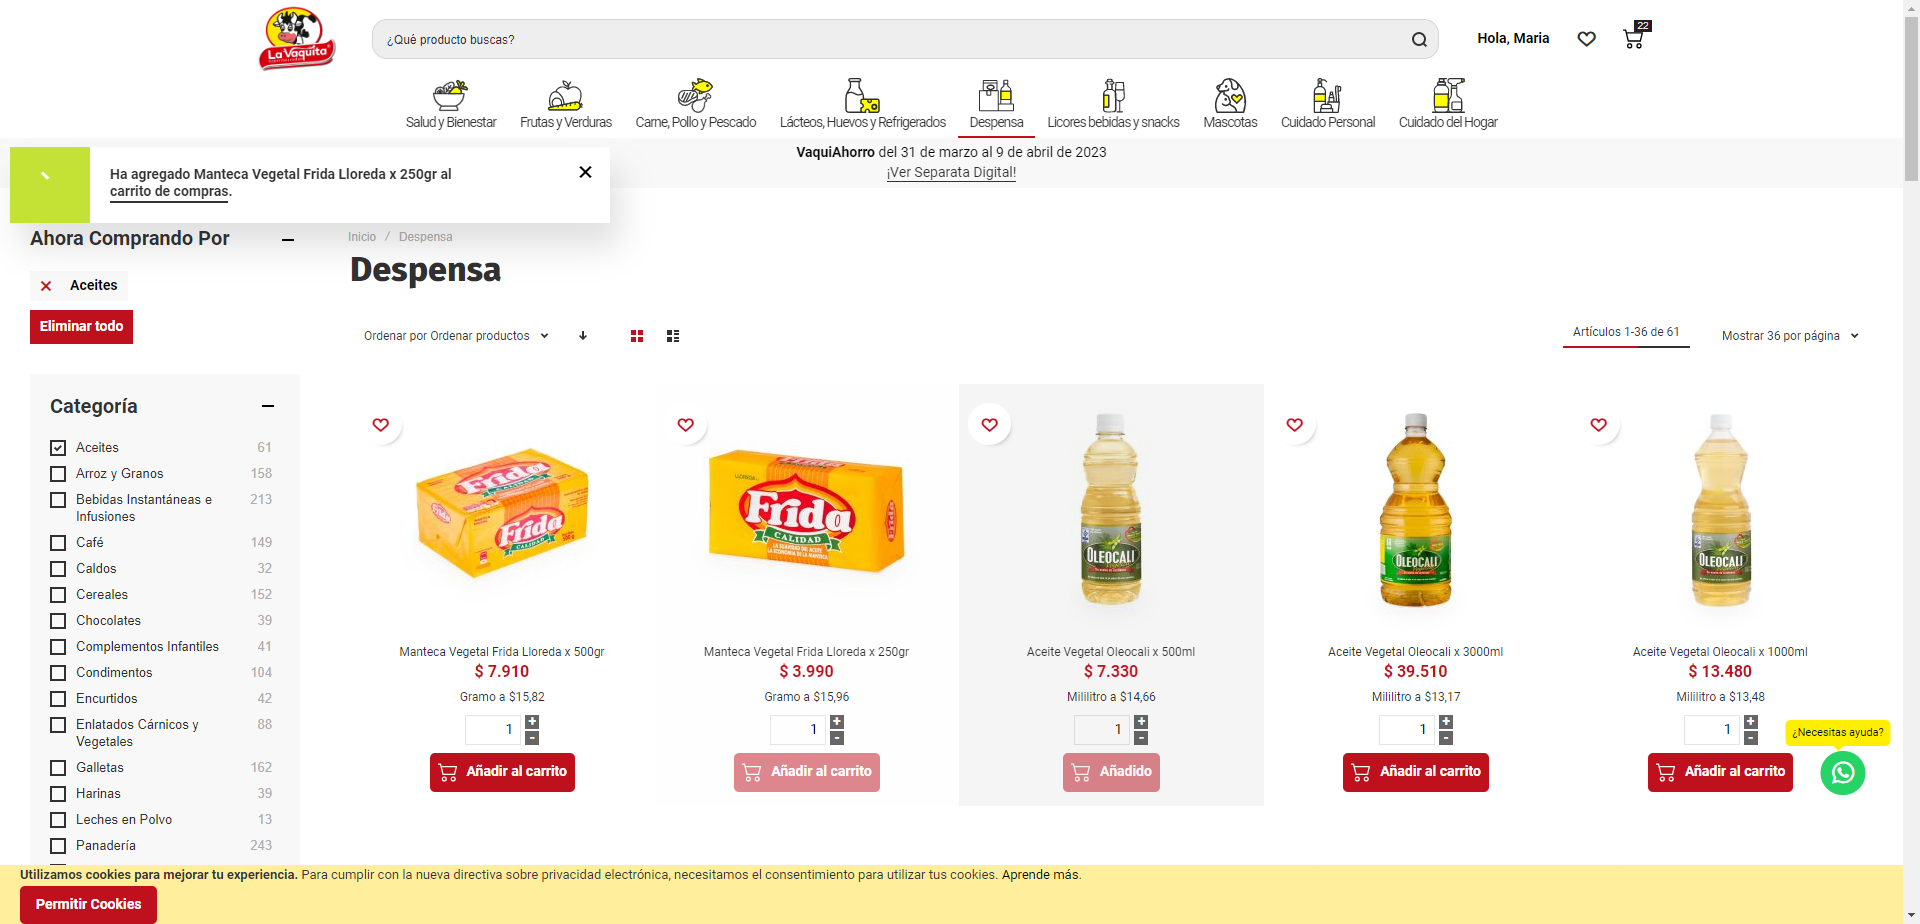 La Vaquita
¿Qué producto buscas?
Hola, Maria
22
Salud y Bienestar
Frutas y Verduras
Carne, Pollo y Pescado
Lácteos, Huevos y Refrigerados
Despensa
Licores bebidas y snacks
Mascotas
Cuidado Personal
Cuidado del Hogar
VaquiAhorro del 31 de marzo al 9 de abril de 2023
¡Ver Separata Digital!
Ha agregado Manteca Vegetal Frida Lloreda x 250gr al
carrito de compras.
Ahora Comprando Por
Aceites
Eliminar todo
Inicio / Despensa
Despensa
Ordenar por Ordenar productos
Artículos 1-36 de 61
Mostrar 36 por página
Categoría
Aceites 61
Arroz y Granos 158
Bebidas Instantáneas e 213
Infusiones
Café 149
Caldos 32
Cereales 152
Chocolates 39
Complementos Infantiles 41
Condimentos 104
Encurtidos 42
Enlatados Cárnicos y 88
Vegetales
Galletas 162
Harinas 39
Leches en Polvo 13
Panadería 243
Frida
Frida
CALIDAD
OLEOCALI
OLEOCALI
OLEOCALI
Manteca Vegetal Frida Lloreda x 500gr
$ 7.910
Gramo a $15,82
1
Añadir al carrito
Manteca Vegetal Frida Lloreda x 250gr
$ 3.990
Gramo a $15,96
1
Añadir al carrito
Aceite Vegetal Oleocali x 500ml
$ 7.330
Mililitro a $14,66
1
Añadido
Aceite Vegetal Oleocali x 3000ml
$ 39.510
Mililitro a $13,17
1
Añadir al carrito
Aceite Vegetal Oleocali x 1000ml
$ 13.480
Mililitro a $13,48
1
Añadir al carrito
¿Necesitas ayuda?
Utilizamos cookies para mejorar tu experiencia. Para cumplir con la nueva directiva sobre privacidad electrónica, necesitamos el consentimiento para utilizar tus cookies. Aprende más.
Permitir Cookies